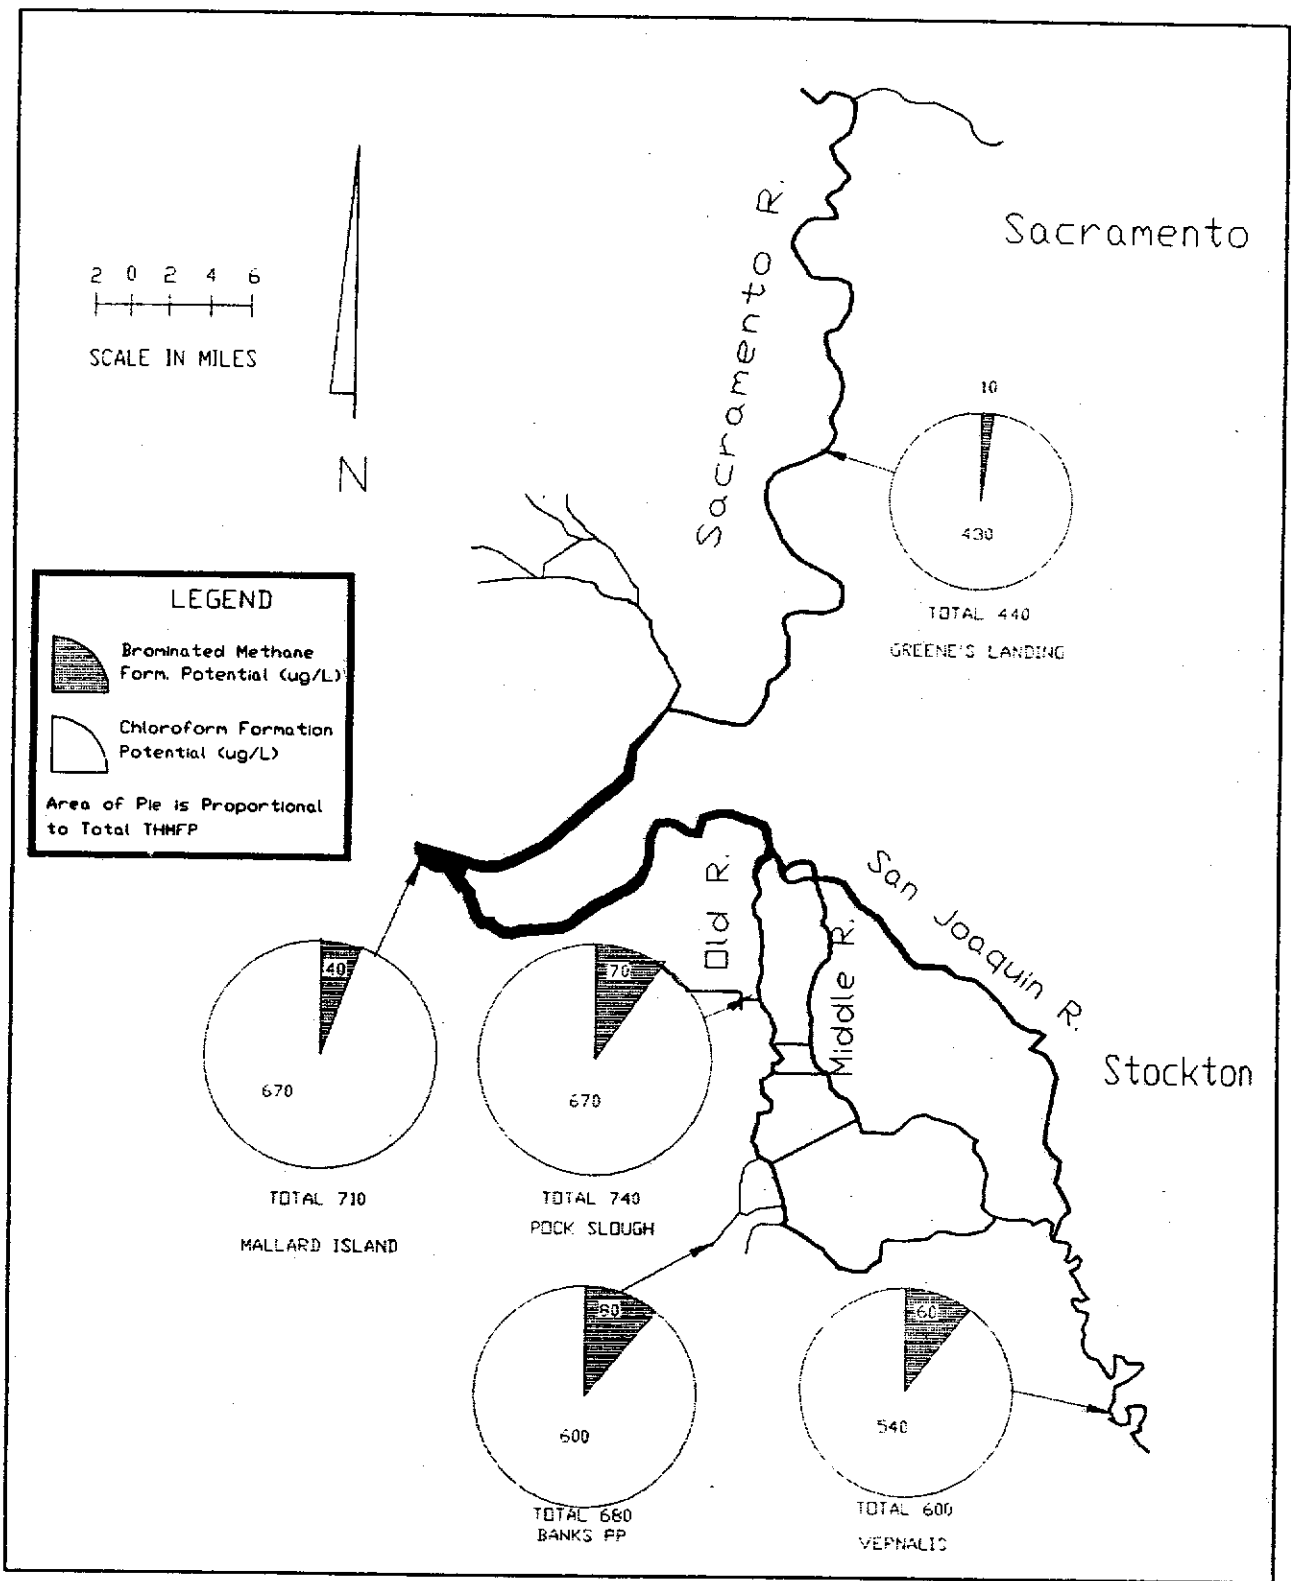 Sacramento R.
Sacramento
2 0 2 4 6
SCALE IN MILES
N
10
430
TOTAL 440
GREENE'S LANDING
LEGEND
Brominated Methane
Form. Potential (ug/L)
Chloroform Formation
Potential (ug/L)
Area of Pie is Proportional
to Total THMFP
Old R.
Middle R.
San Joaquin R.
Stockton
40
670
TOTAL 710
MALLARD ISLAND
70
670
TOTAL 740
ROCK SLOUGH
80
600
TOTAL 680
BANKS PP
60
540
TOTAL 600
VERNALIS